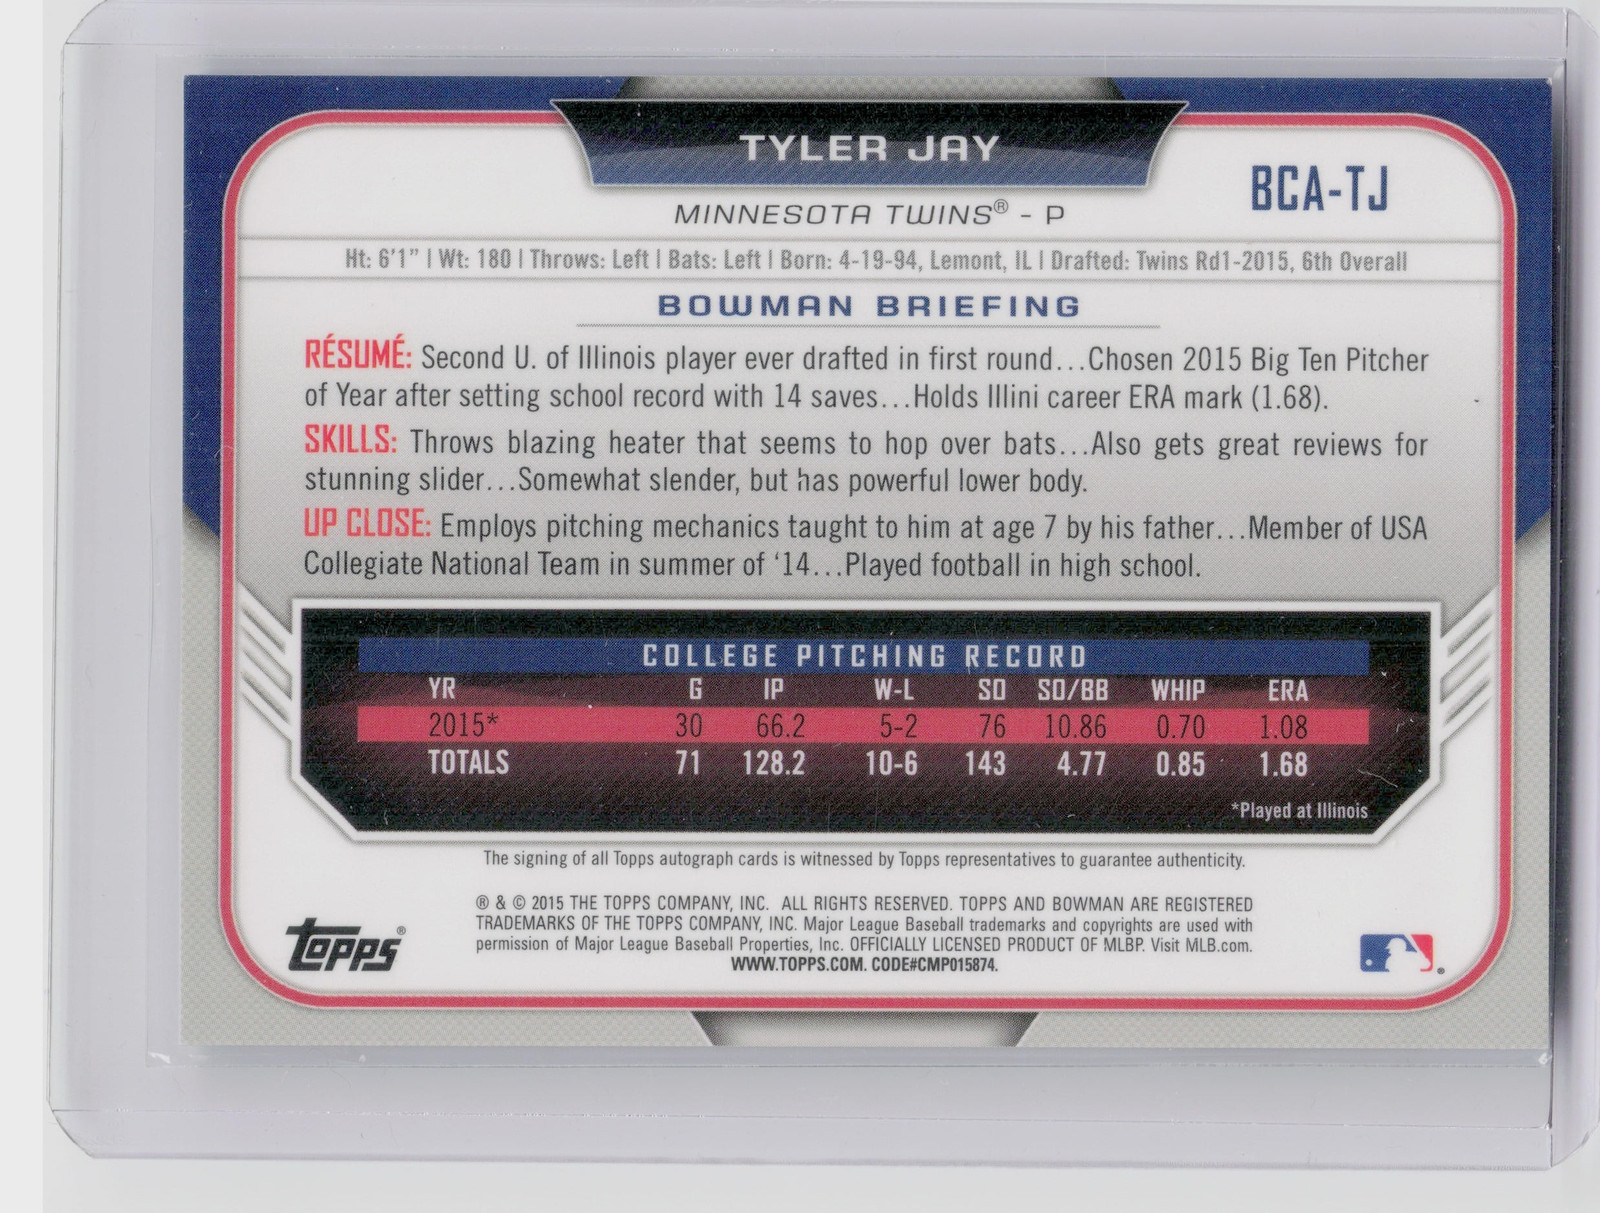 TYLER JAY
BCA-TJ
MINNESOTA TWINS® - P
Ht: 6'1" | Wt: 180 | Throws: Left | Bats: Left | Born: 4-19-94, Lemont, IL | Drafted: Twins Rd1-2015, 6th Overall
BOWMAN BRIEFING
RÉSUMÉ: Second U. of Illinois player ever drafted in first round...Chosen 2015 Big Ten Pitcher
of Year after setting school record with 14 saves...Holds Illini career ERA mark (1.68).
SKILLS: Throws blazing heater that seems to hop over bats...Also gets great reviews for
stunning slider...Somewhat slender, but has powerful lower body.
UP CLOSE: Employs pitching mechanics taught to him at age 7 by his father...Member of USA
Collegiate National Team in summer of '14...Played football in high school.
COLLEGE PITCHING RECORD
YR G IP W-L SO SO/BB WHIP ERA
2015* 30 66.2 5-2 76 10.86 0.70 1.08
TOTALS 71 128.2 10-6 143 4.77 0.85 1.68
*Played at Illinois
The signing of all Topps autograph cards is witnessed by Topps representatives to guarantee authenticity.
® & © 2015 THE TOPPS COMPANY, INC. ALL RIGHTS RESERVED. TOPPS AND BOWMAN ARE REGISTERED
TRADEMARKS OF THE TOPPS COMPANY, INC. Major League Baseball trademarks and copyrights are used with
permission of Major League Baseball Properties, Inc. OFFICIALLY LICENSED PRODUCT OF MLBP. Visit MLB.com.
WWW.TOPPS.COM. CODE#CMP015874.
Topps®
®